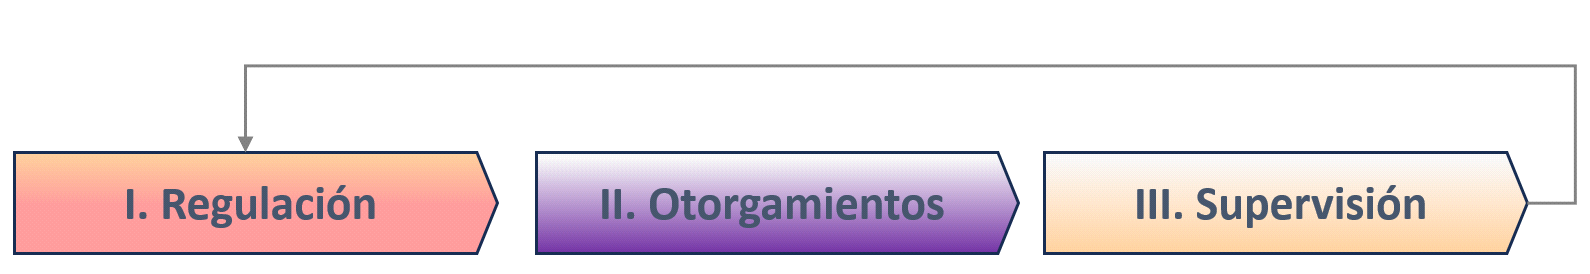 I. Regulación
II. Otorgamientos
III. Supervisión